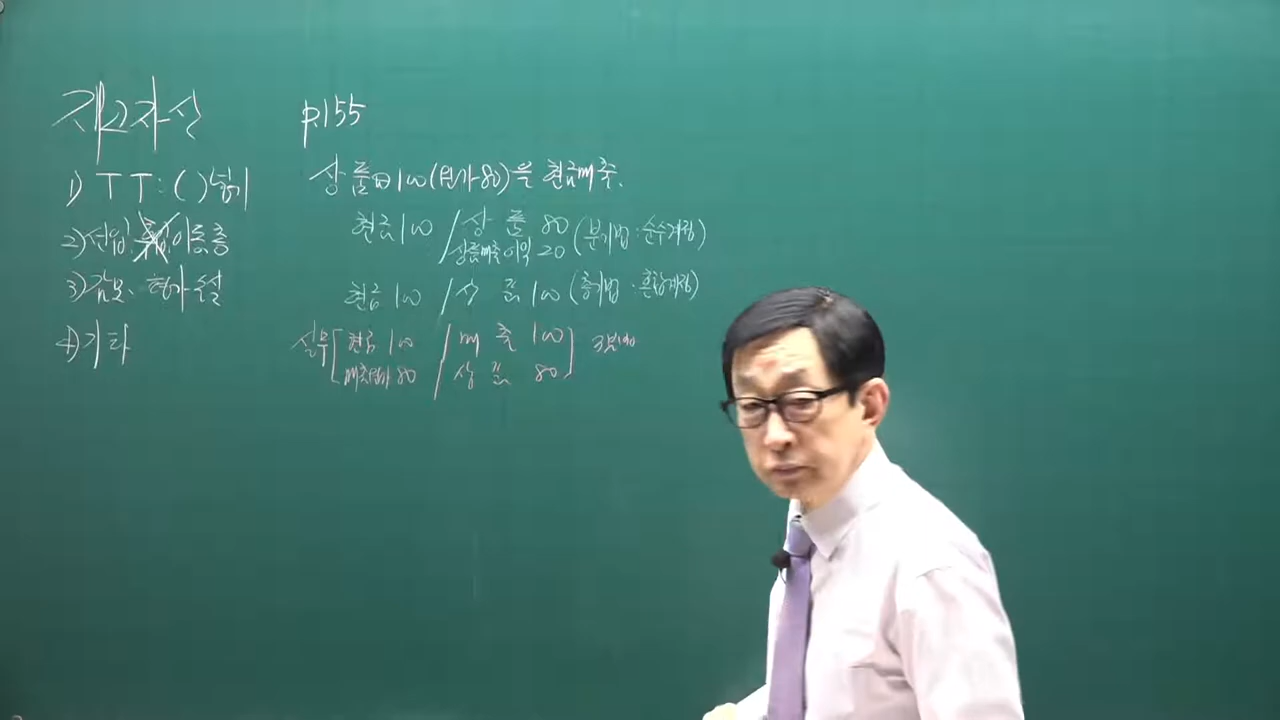 재고자산
1) T T : ( ) 넣기
2) 선입, 후입, 이, 총
3) 감모, 평가손실
4) 기타
p.155
상품 ₩100 (원가 80)을 현금매출.
현금 100 / 상 품 80 (분기법 : 순수계정)
상품매출이익 20
현금 100 / 상 품 100 (총기법 · 혼합계정)
실무 [ 현금 100 / 매 출 100 ] 3분법
매출원가 80 / 상 품 80